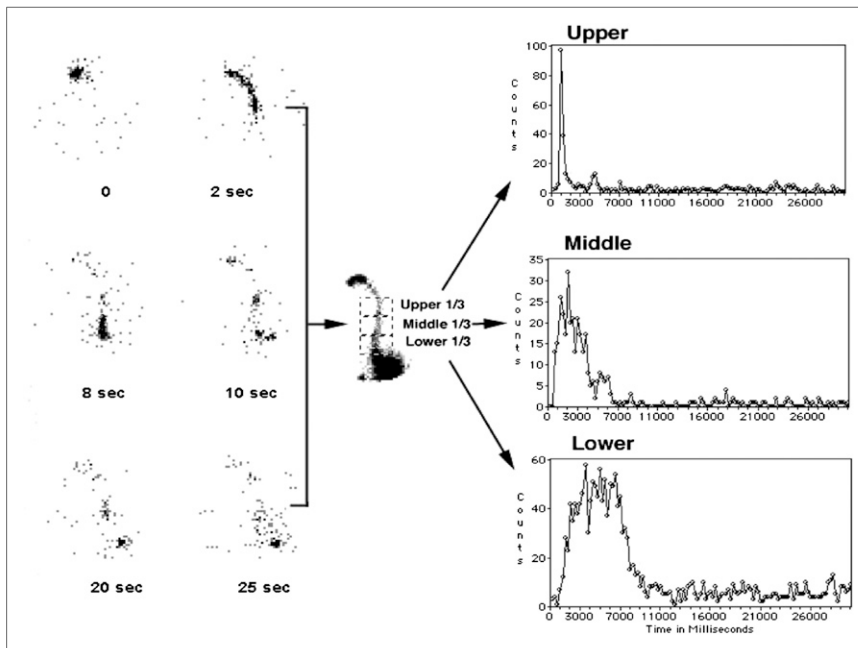 0
2 sec
8 sec
10 sec
20 sec
25 sec
Upper 1/3
Middle 1/3
Lower 1/3
Upper
Counts
100
80
60
40
20
0
0 3000 7000 11000 16000 21000 26000
Middle
Counts
35
30
25
20
15
10
5
0
0 3000 7000 11000 16000 21000 26000
Lower
Counts
60
40
20
0
0 3000 7000 11000 16000 21000 26000
Time in Milliseconds